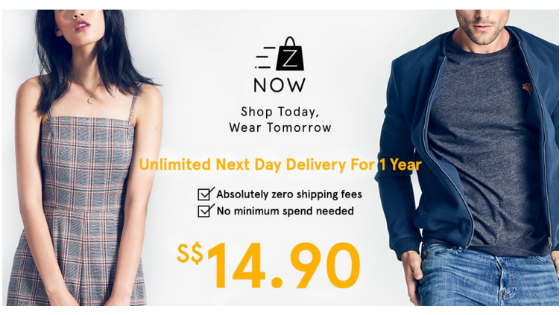 Z
NOW
Shop Today,
Wear Tomorrow
Unlimited Next Day Delivery For 1 Year
Absolutely zero shipping fees
No minimum spend needed
S$14.90